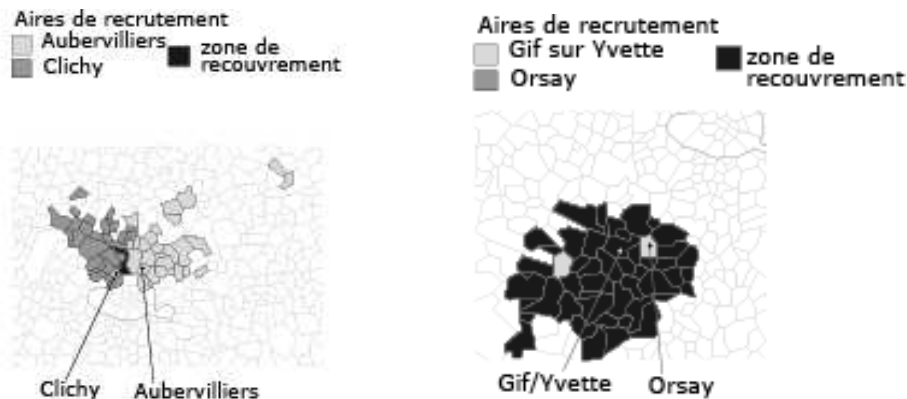 Aires de recrutement
Aubervilliers
Clichy
zone de
recouvrement
Clichy
Aubervilliers
Aires de recrutement
Gif sur Yvette
Orsay
zone de
recouvrement
Gif/Yvette
Orsay